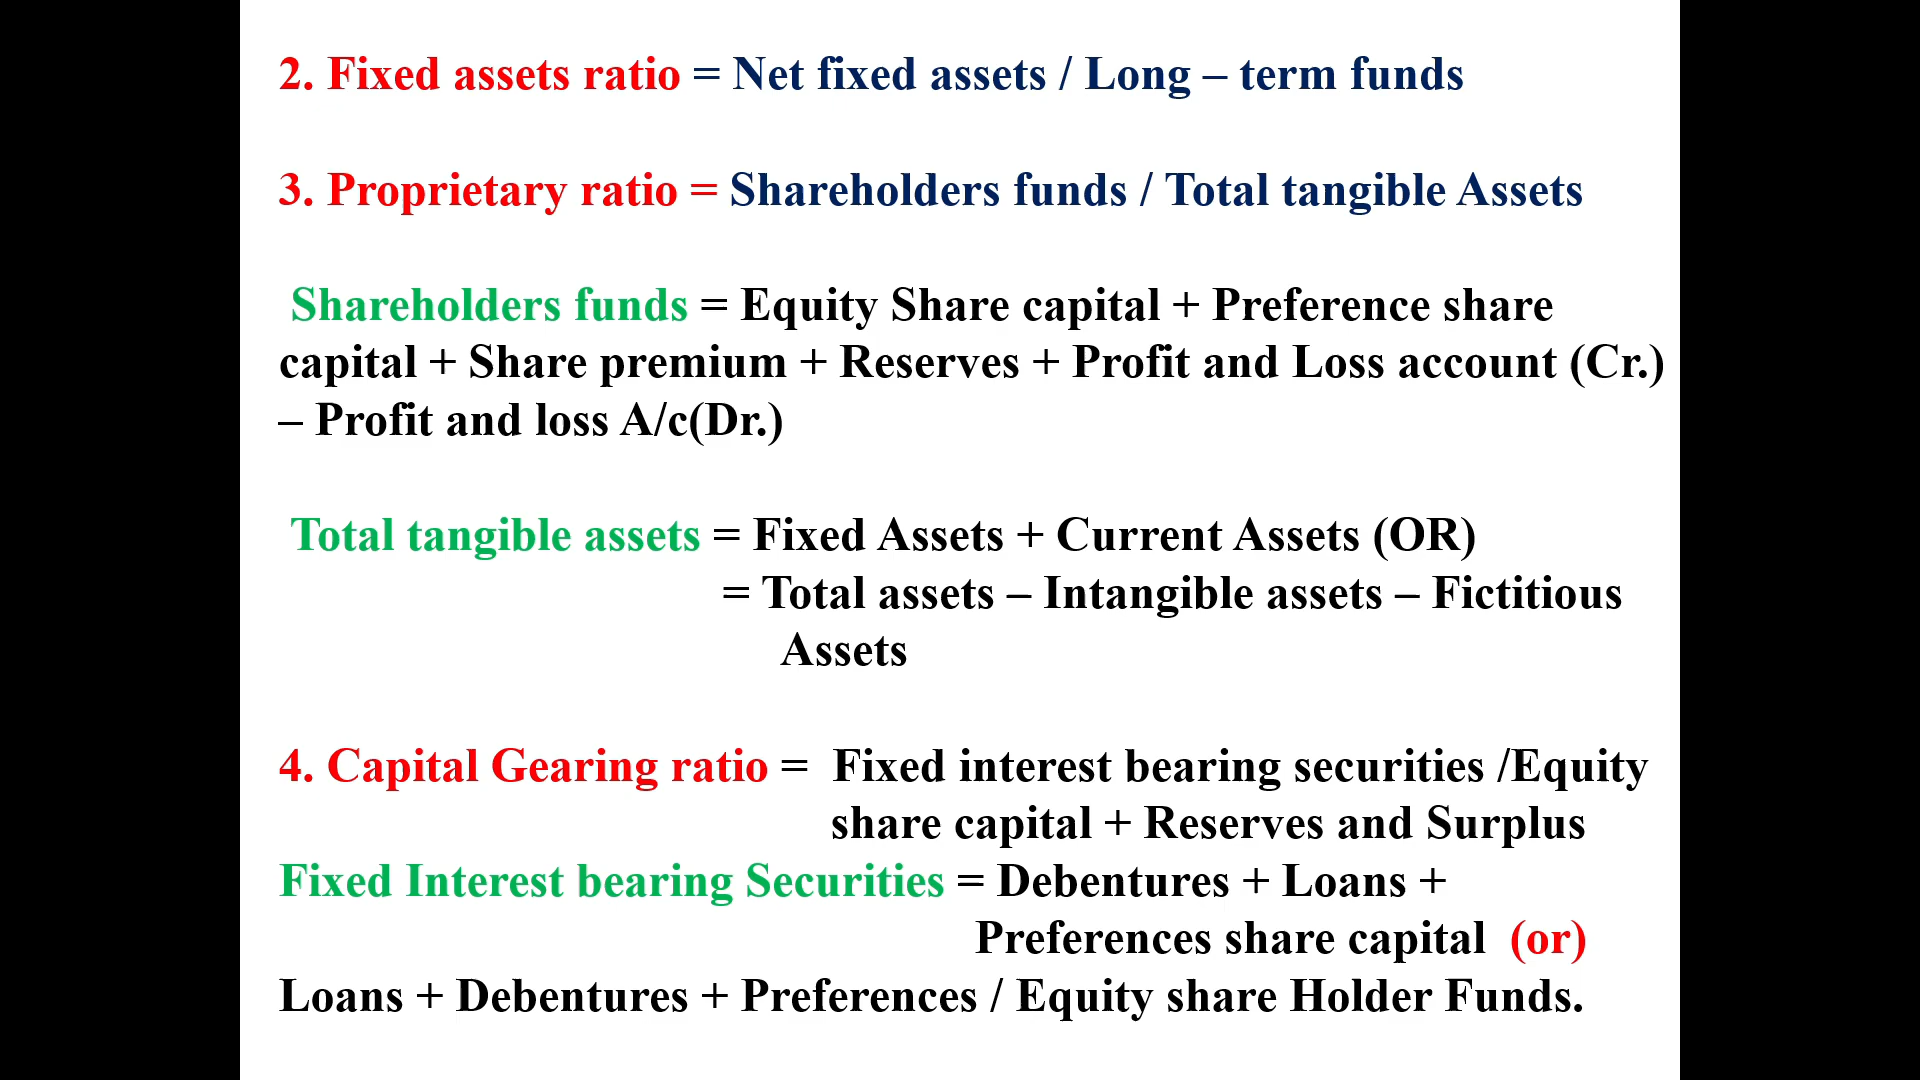 2. Fixed assets ratio = Net fixed assets / Long – term funds
3. Proprietary ratio = Shareholders funds / Total tangible Assets
Shareholders funds = Equity Share capital + Preference share
capital + Share premium + Reserves + Profit and Loss account (Cr.)
– Profit and loss A/c(Dr.)
Total tangible assets = Fixed Assets + Current Assets (OR)
= Total assets – Intangible assets – Fictitious
Assets
4. Capital Gearing ratio = Fixed interest bearing securities /Equity
share capital + Reserves and Surplus
Fixed Interest bearing Securities = Debentures + Loans +
Preferences share capital (or)
Loans + Debentures + Preferences / Equity share Holder Funds.